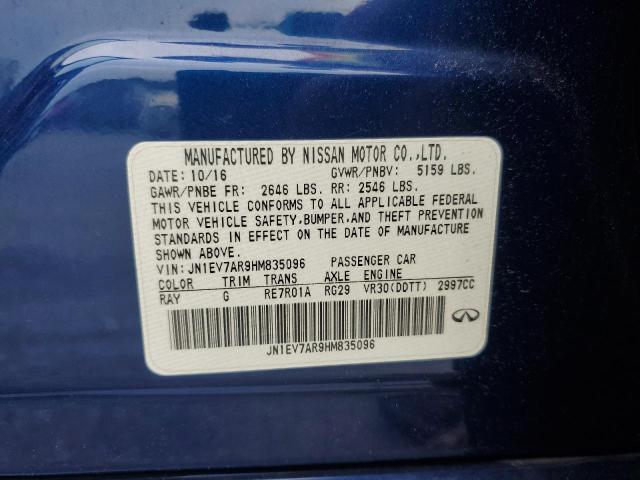 MANUFACTURED BY NISSAN MOTOR CO.,LTD.
DATE: 10/16 GVWR/PNBV: 5159 LBS.
GAWR/PNBE FR: 2646 LBS. RR: 2546 LBS.
THIS VEHICLE CONFORMS TO ALL APPLICABLE FEDERAL
MOTOR VEHICLE SAFETY,BUMPER,AND THEFT PREVENTION
STANDARDS IN EFFECT ON THE DATE OF MANUFACTURE
SHOWN ABOVE.
VIN: JN1EV7AR9HM835096 PASSENGER CAR
COLOR TRIM TRANS AXLE ENGINE
RAY G RE7R01A RG29 VR30(DDTT) 2997CC
JN1EV7AR9HM835096